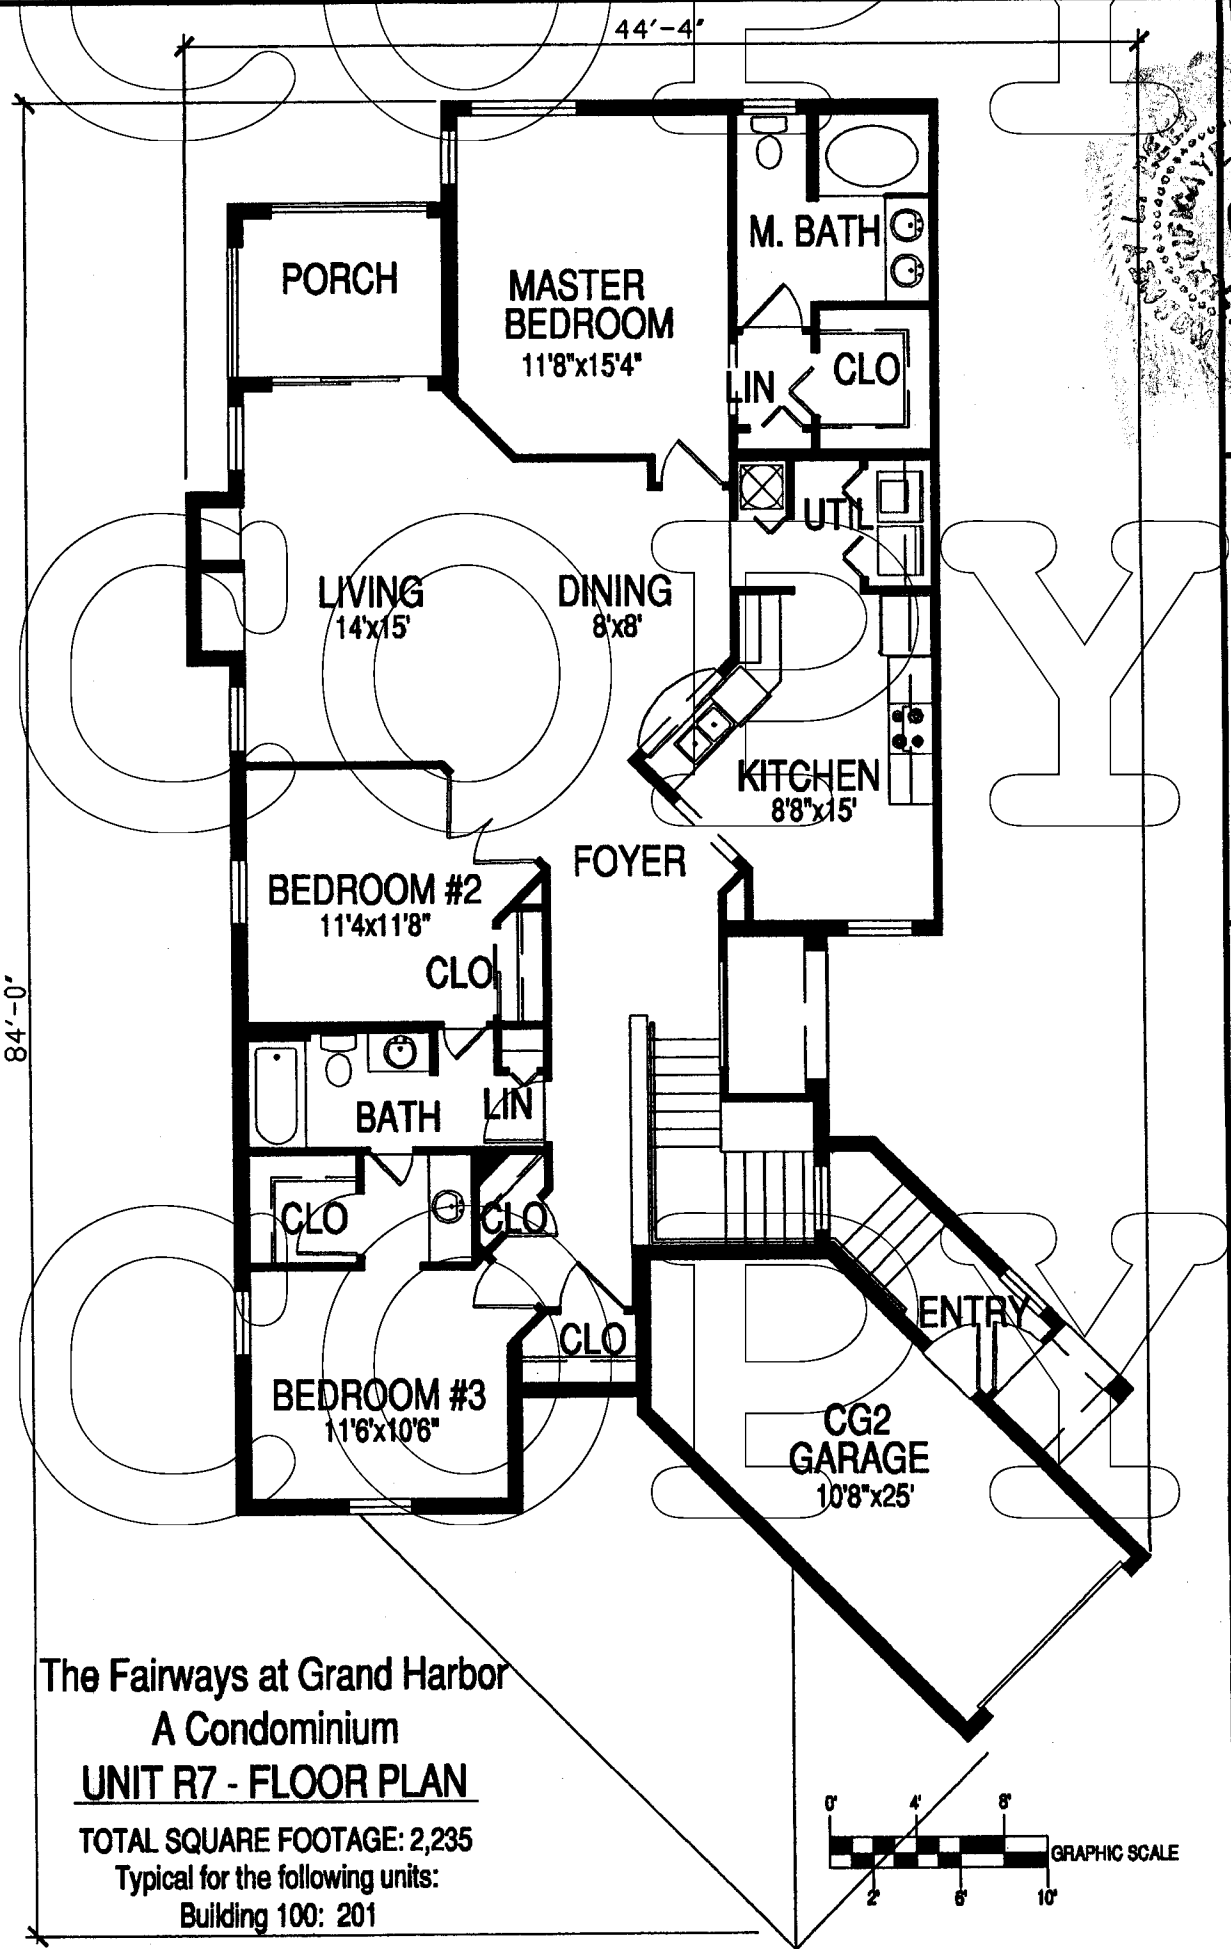 44'-4"
84'-0"
PORCH
MASTER
BEDROOM
11'8"x15'4"
M. BATH
LIN
CLO
UTIL
LIVING
14'x15'
DINING
8'x8'
KITCHEN
8'8"x15'
FOYER
BEDROOM #2
11'4x11'8"
CLO
BATH
LIN
CLO
CLO
ENTRY
CLO
BEDROOM #3
11'6'x10'6"
CG2
GARAGE
10'8"x25'
The Fairways at Grand Harbor
A Condominium
UNIT R7 - FLOOR PLAN
TOTAL SQUARE FOOTAGE: 2,235
Typical for the following units:
Building 100: 201
0' 4' 8'
GRAPHIC SCALE
2' 6' 10'
COPY
COPY
COPY